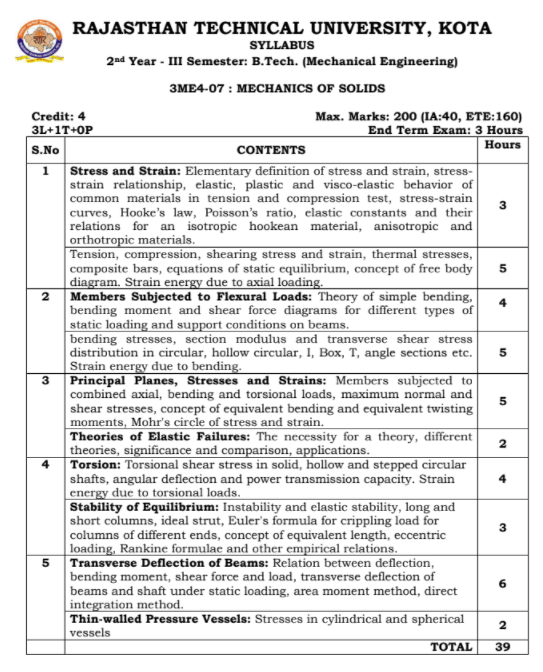 RAJASTHAN TECHNICAL UNIVERSITY, KOTA
SYLLABUS
2nd Year - III Semester: B.Tech. (Mechanical Engineering)
3ME4-07 : MECHANICS OF SOLIDS
Credit: 4 Max. Marks: 200 (IA:40, ETE:160)
3L+1T+0P End Term Exam: 3 Hours
S.No CONTENTS Hours
1 Stress and Strain: Elementary definition of stress and strain, stress-
strain relationship, elastic, plastic and visco-elastic behavior of
common materials in tension and compression test, stress-strain
curves, Hooke's law, Poisson's ratio, elastic constants and their
relations for an isotropic hookean material, anisotropic and
orthotropic materials.
3
Tension, compression, shearing stress and strain, thermal stresses,
composite bars, equations of static equilibrium, concept of free body
diagram. Strain energy due to axial loading.
5
2 Members Subjected to Flexural Loads: Theory of simple bending,
bending moment and shear force diagrams for different types of
static loading and support conditions on beams.
4
bending stresses, section modulus and transverse shear stress
distribution in circular, hollow circular, I, Box, T, angle sections etc.
Strain energy due to bending.
5
3 Principal Planes, Stresses and Strains: Members subjected to
combined axial, bending and torsional loads, maximum normal and
shear stresses, concept of equivalent bending and equivalent twisting
moments, Mohr's circle of stress and strain.
5
Theories of Elastic Failures: The necessity for a theory, different
theories, significance and comparison, applications.
2
4 Torsion: Torsional shear stress in solid, hollow and stepped circular
shafts, angular deflection and power transmission capacity. Strain
energy due to torsional loads.
4
Stability of Equilibrium: Instability and elastic stability, long and
short columns, ideal strut, Euler's formula for crippling load for
columns of different ends, concept of equivalent length, eccentric
loading, Rankine formulae and other empirical relations.
3
5 Transverse Deflection of Beams: Relation between deflection,
bending moment, shear force and load, transverse deflection of
beams and shaft under static loading, area moment method, direct
integration method.
6
Thin-walled Pressure Vessels: Stresses in cylindrical and spherical
vessels
2
TOTAL 39